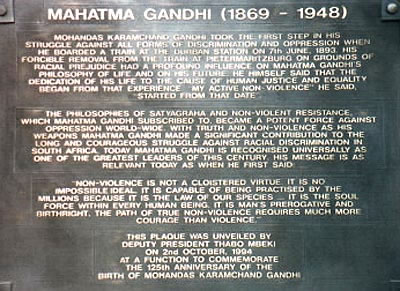 MAHATMA GANDHI (1869 - 1948)
MOHANDAS KARAMCHAND GANDHI TOOK THE FIRST STEP IN HIS
STRUGGLE AGAINST ALL FORMS OF DISCRIMINATION AND OPPRESSION WHEN
HE BOARDED A TRAIN AT THE DURBAN STATION ON 7th JUNE, 1893. HIS
FORCIBLE REMOVAL FROM THE TRAIN AT PIETERMARITZBURG ON GROUNDS OF
RACIAL PREJUDICE HAD A PROFOUND INFLUENCE ON MAHATMA GANDHI'S
PHILOSOPHY OF LIFE AND ON HIS FUTURE. HE HIMSELF SAID THAT THE
DEDICATION OF HIS LIFE TO THE CAUSE OF HUMAN JUSTICE AND EQUALITY
BEGAN FROM THAT EXPERIENCE. "MY ACTIVE NON-VIOLENCE" HE SAID,
"STARTED FROM THAT DATE."
THE PHILOSOPHIES OF SATYAGRAHA AND NON-VIOLENT RESISTANCE,
WHICH MAHATMA GANDHI SUBSCRIBED TO, BECAME A POTENT FORCE AGAINST
OPPRESSION WORLD-WIDE. WITH TRUTH AND NON-VIOLENCE AS HIS
WEAPONS MAHATMA GANDHI MADE A SIGNIFICANT CONTRIBUTION TO THE
LONG AND COURAGEOUS STRUGGLE AGAINST RACIAL DISCRIMINATION IN
SOUTH AFRICA. TODAY MAHATMA GANDHI IS RECOGNISED UNIVERSALLY AS
ONE OF THE GREATEST LEADERS OF THIS CENTURY. HIS MESSAGE IS AS
RELEVANT TODAY AS WHEN HE FIRST SAID:
"NON-VIOLENCE IS NOT A CLOISTERED VIRTUE. IT IS NO
IMPOSSIBLE IDEAL. IT IS CAPABLE OF BEING PRACTISED BY THE
MILLIONS BECAUSE IT IS THE LAW OF OUR SPECIES ... IT IS THE SOUL
FORCE WITHIN EVERY HUMAN BEING. IT IS MAN'S PREROGATIVE AND
BIRTHRIGHT. THE PATH OF TRUE NON-VIOLENCE REQUIRES MUCH MORE
COURAGE THAN VIOLENCE."
THIS PLAQUE WAS UNVEILED BY
DEPUTY PRESIDENT THABO MBEKI
ON 2nd OCTOBER, 1994
AT A FUNCTION TO COMMEMORATE
THE 125th ANNIVERSARY OF THE
BIRTH OF MOHANDAS KARAMCHAND GANDHI